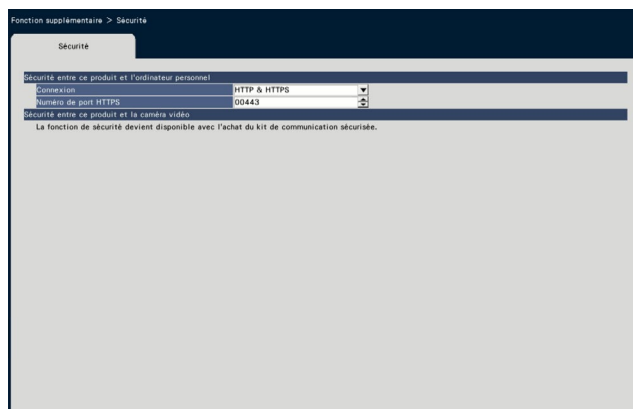 Fonction supplémentaire > Sécurité
Sécurité
Sécurité entre ce produit et l'ordinateur personnel
Connexion HTTP & HTTPS
Numéro de port HTTPS 00443
Sécurité entre ce produit et la caméra vidéo
La fonction de sécurité devient disponible avec l'achat du kit de communication sécurisée.